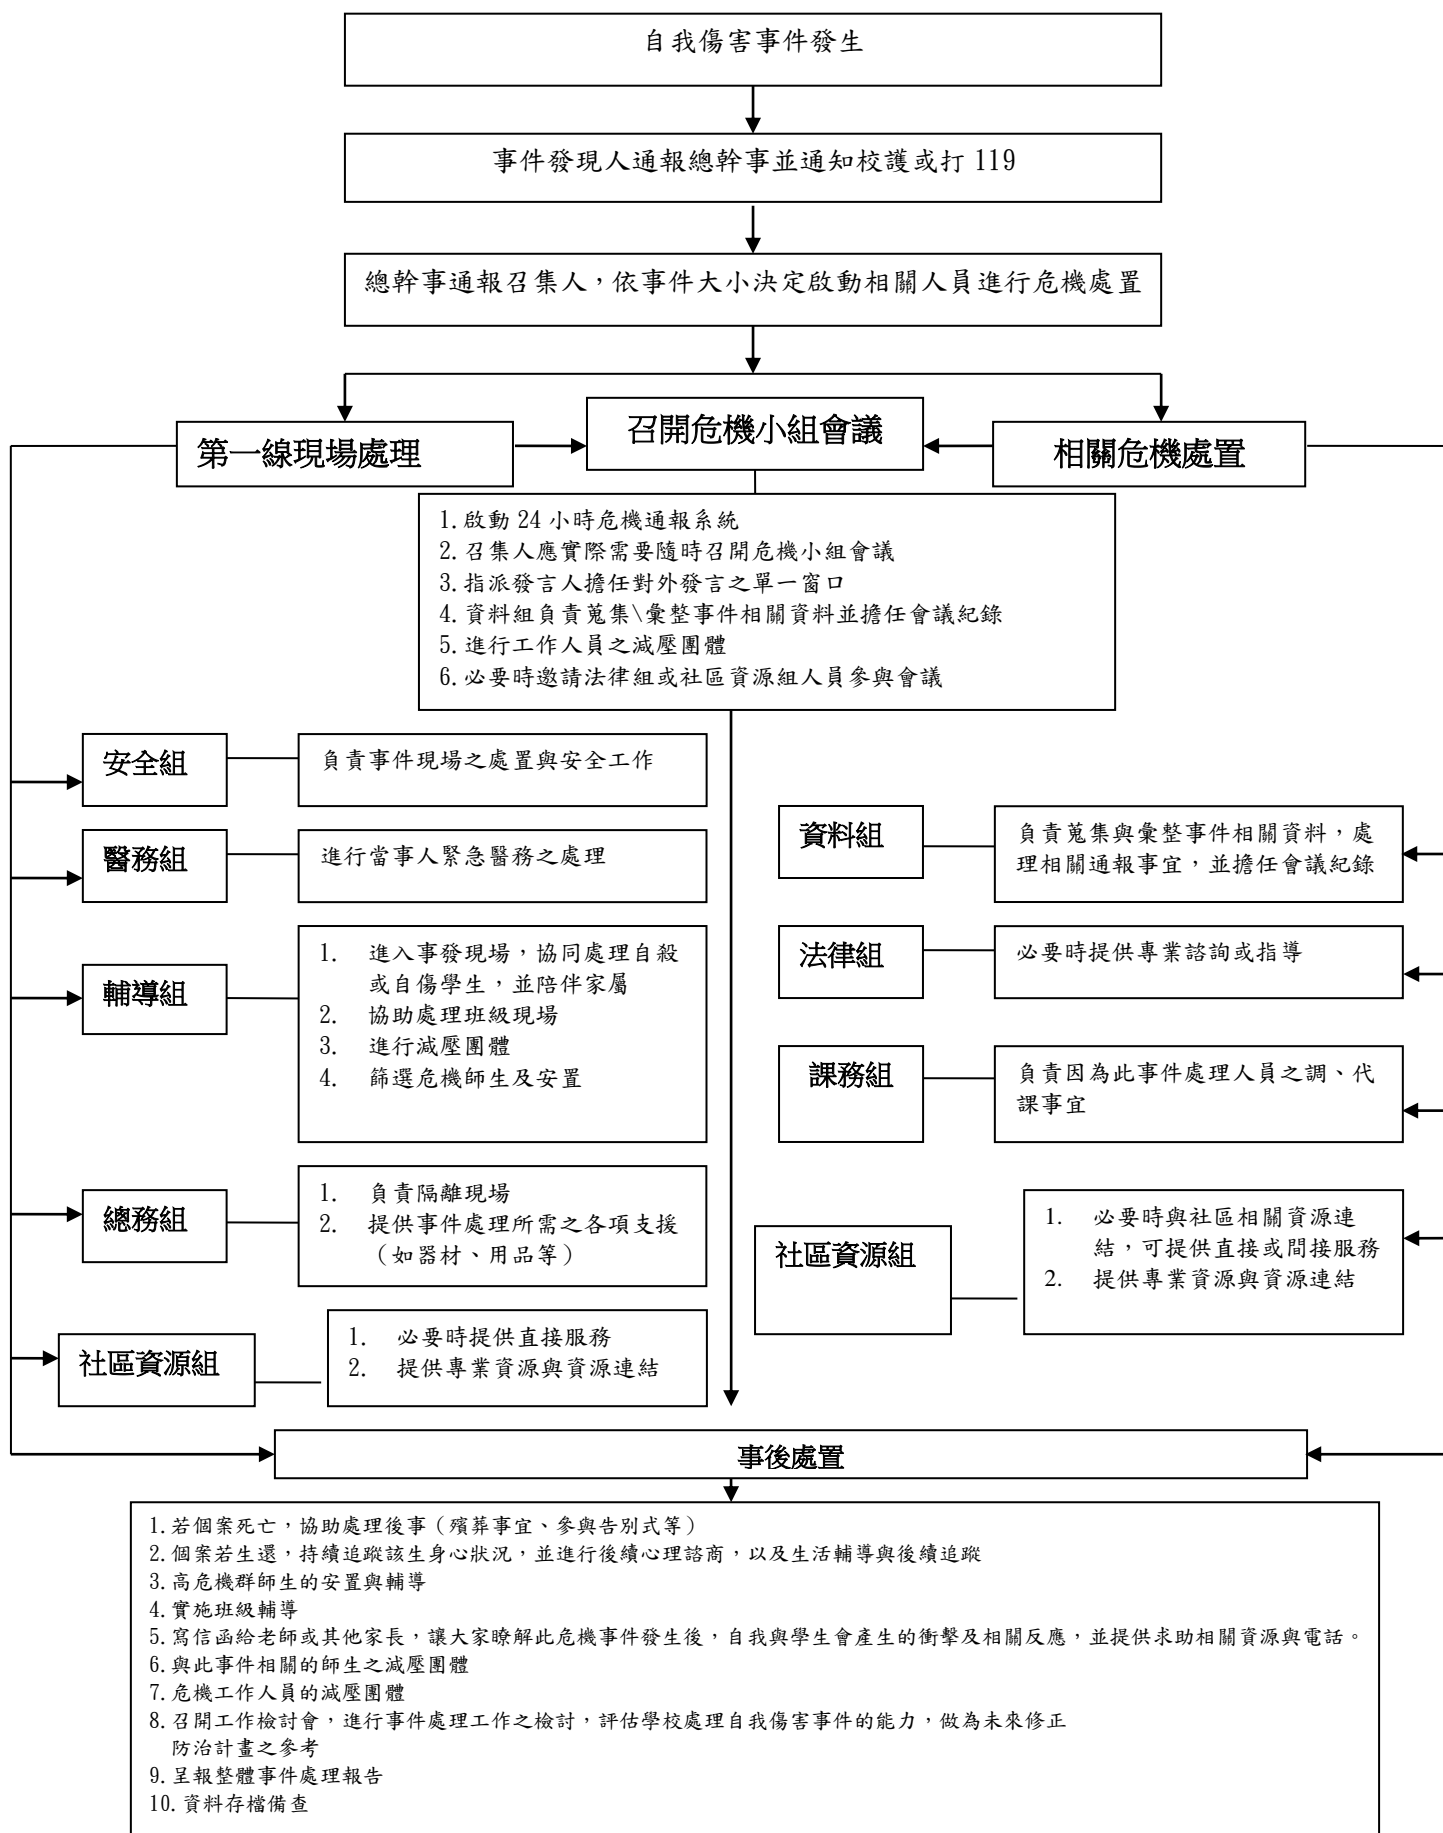 自我傷害事件發生
事件發現人通報總幹事並通知校護或打 119
總幹事通報召集人，依事件大小決定啟動相關人員進行危機處置
第一線現場處理
召開危機小組會議
相關危機處置
1.啟動 24 小時危機通報系統
2.召集人應實際需要隨時召開危機小組會議
3.指派發言人擔任對外發言之單一窗口
4.資料組負責蒐集\彙整事件相關資料並擔任會議紀錄
5.進行工作人員之減壓團體
6.必要時邀請法律組或社區資源組人員參與會議
安全組
負責事件現場之處置與安全工作
醫務組
進行當事人緊急醫務之處理
輔導組
1. 進入事發現場，協同處理自殺
或自傷學生，並陪伴家屬
2. 協助處理班級現場
3. 進行減壓團體
4. 篩選危機師生及安置
總務組
1. 負責隔離現場
2. 提供事件處理所需之各項支援
（如器材、用品等）
社區資源組
1. 必要時提供直接服務
2. 提供專業資源與資源連結
資料組
負責蒐集與彙整事件相關資料，處
理相關通報事宜，並擔任會議紀錄
法律組
必要時提供專業諮詢或指導
課務組
負責因為此事件處理人員之調、代
課事宜
社區資源組
1. 必要時與社區相關資源連
結，可提供直接或間接服務
2. 提供專業資源與資源連結
事後處置
1.若個案死亡，協助處理後事（殯葬事宜、參與告別式等）
2.個案若生還，持續追蹤該生身心狀況，並進行後續心理諮商，以及生活輔導與後續追蹤
3.高危機群師生的安置與輔導
4.實施班級輔導
5.寫信函給老師或其他家長，讓大家瞭解此危機事件發生後，自我與學生會產生的衝擊及相關反應，並提供求助相關資源與電話。
6.與此事件相關的師生之減壓團體
7.危機工作人員的減壓團體
8.召開工作檢討會，進行事件處理工作之檢討，評估學校處理自我傷害事件的能力，做為未來修正
防治計畫之參考
9.呈報整體事件處理報告
10.資料存檔備查